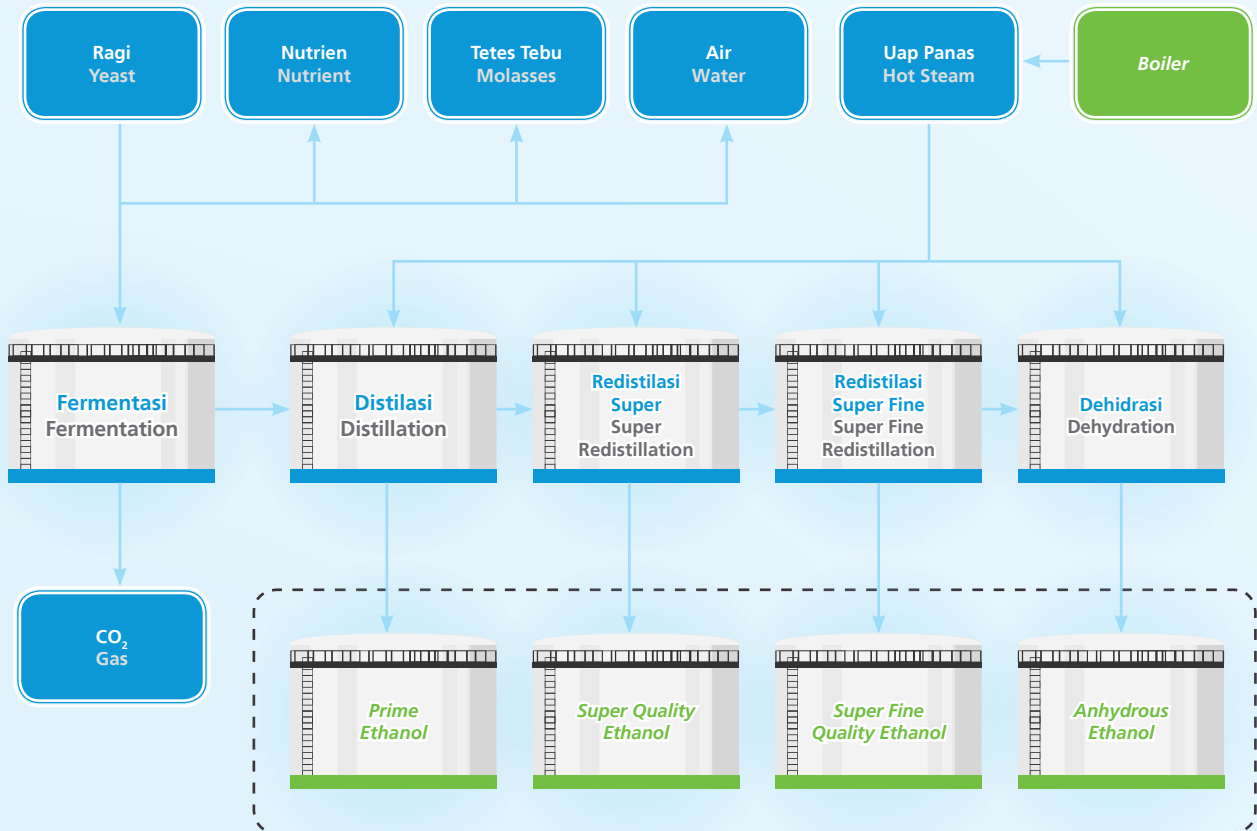 Ragi
Yeast
Nutrien
Nutrient
Tetes Tebu
Molasses
Air
Water
Uap Panas
Hot Steam
Boiler
Fermentasi
Fermentation
Distilasi
Distillation
Redistilasi
Super
Super
Redistillation
Redistilasi
Super Fine
Super Fine
Redistillation
Dehidrasi
Dehydration
CO₂
Gas
Prime
Ethanol
Super Quality
Ethanol
Super Fine
Quality Ethanol
Anhydrous
Ethanol